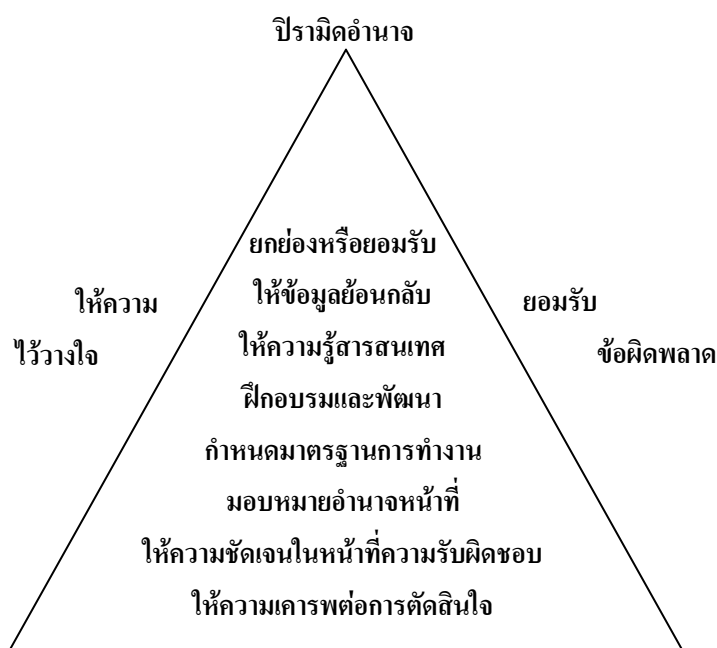 ปิรามิดอำนาจ
ยกย่องหรือยอมรับ
ให้ข้อมูลย้อนกลับ
ให้ความ
ยอมรับ
ให้ความรู้สารสนเทศ
ไว้วางใจ
ข้อผิดพลาด
ฝึกอบรมและพัฒนา
กำหนดมาตรฐานการทำงาน
มอบหมายอำนาจหน้าที่
ให้ความชัดเจนในหน้าที่ความรับผิดชอบ
ให้ความเคารพต่อการตัดสินใจ